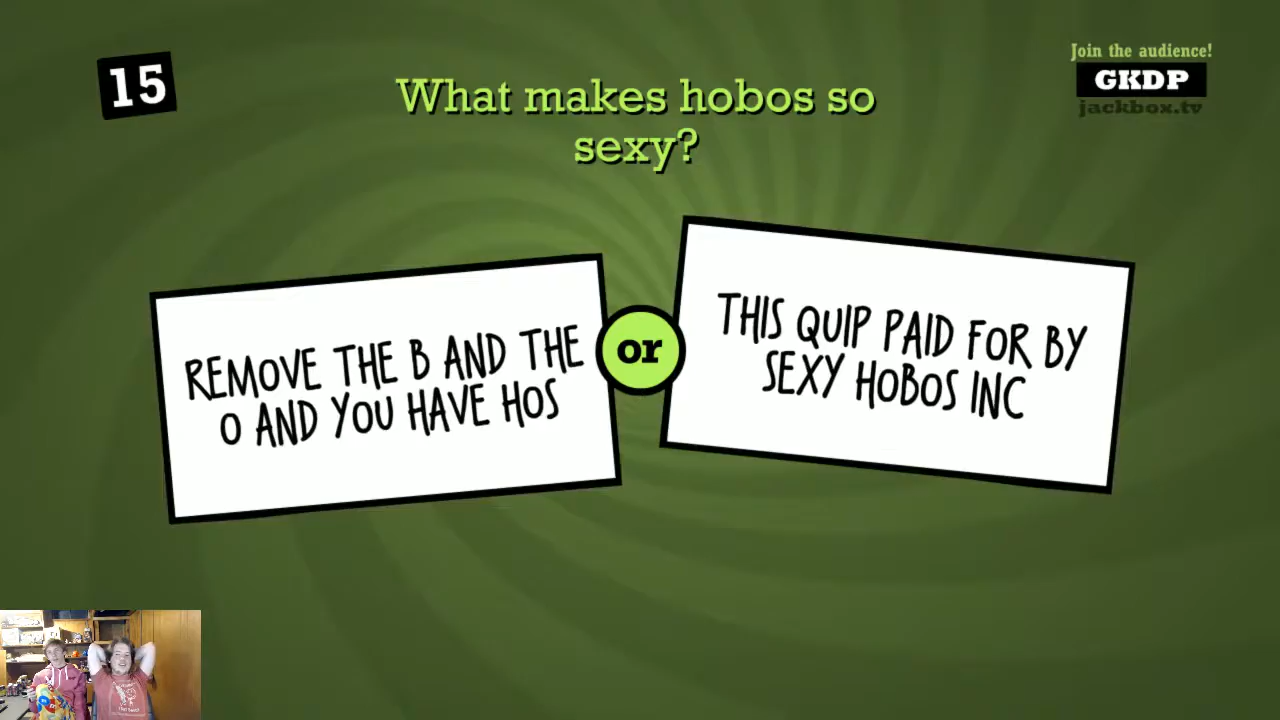 15
What makes hobos so
sexy?
Join the audience!
GKDP
jackbox.tv
REMOVE THE B AND THE
O AND YOU HAVE HOS
or
THIS QUIP PAID FOR BY
SEXY HOBOS INC